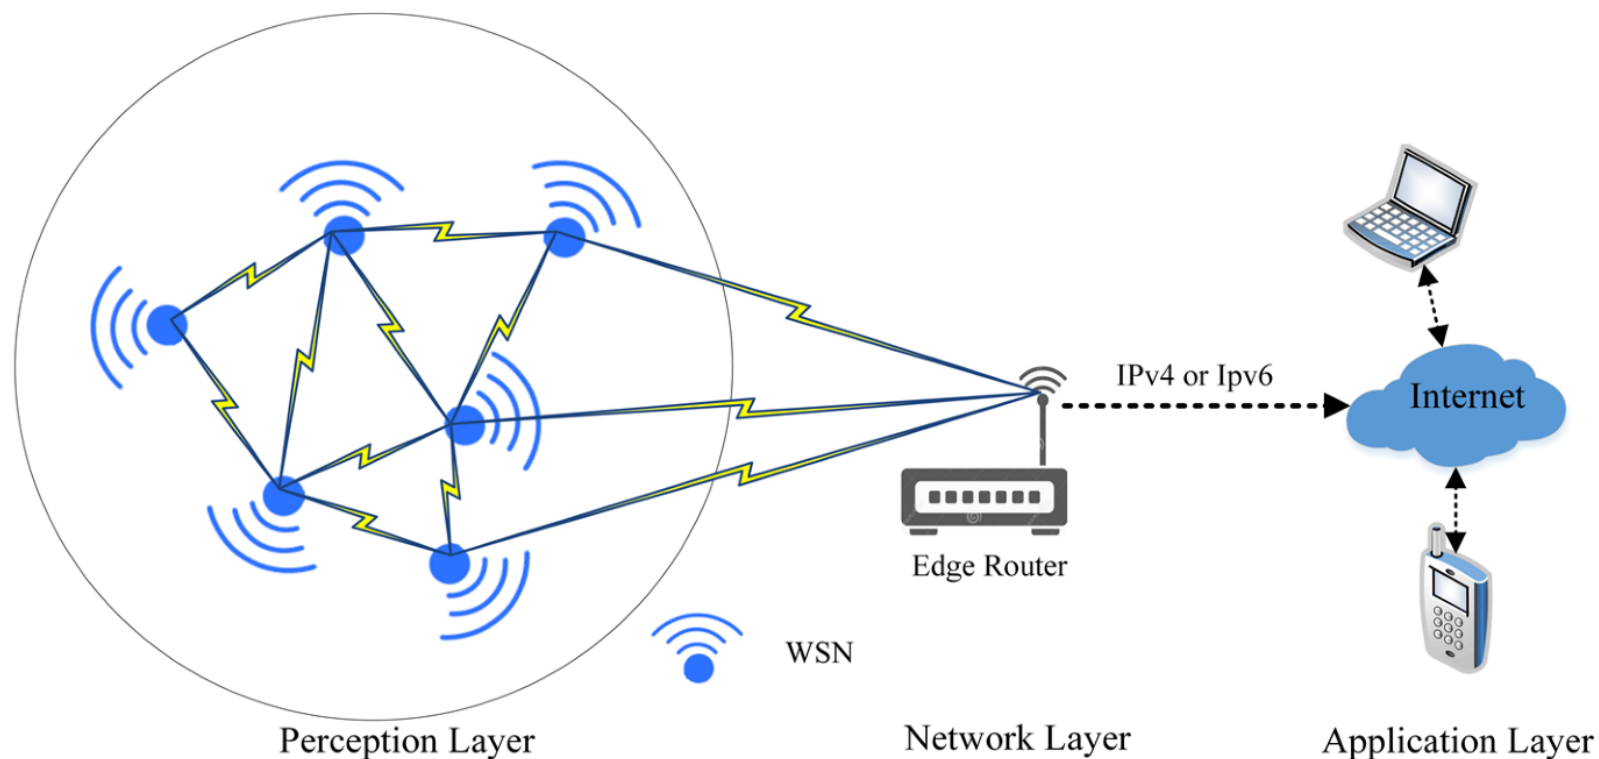 IPv4 or Ipv6
Internet
Edge Router
WSN
Perception Layer
Network Layer
Application Layer